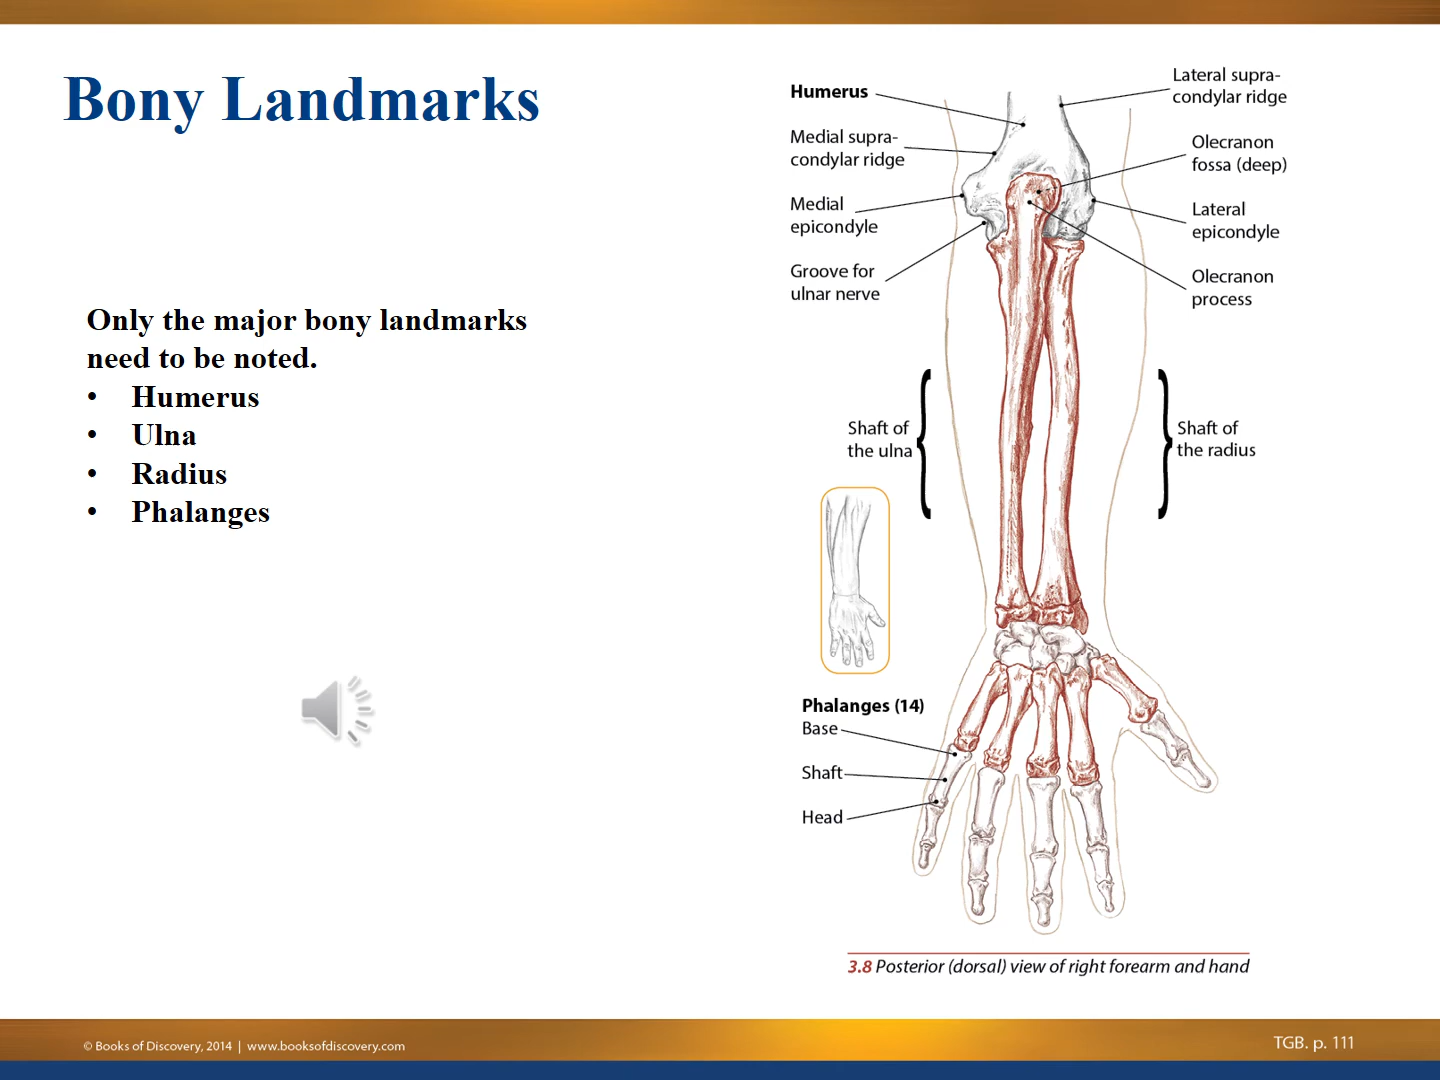 Bony Landmarks
Only the major bony landmarks
need to be noted.
• Humerus
• Ulna
• Radius
• Phalanges
Humerus
Medial supra-
condylar ridge
Medial
epicondyle
Groove for
ulnar nerve
Lateral supra-
condylar ridge
Olecranon
fossa (deep)
Lateral
epicondyle
Olecranon
process
Shaft of
the ulna
Shaft of
the radius
Phalanges (14)
Base
Shaft
Head
3.8 Posterior (dorsal) view of right forearm and hand
© Books of Discovery, 2014 | www.booksofdiscovery.com
TGB. p. 111